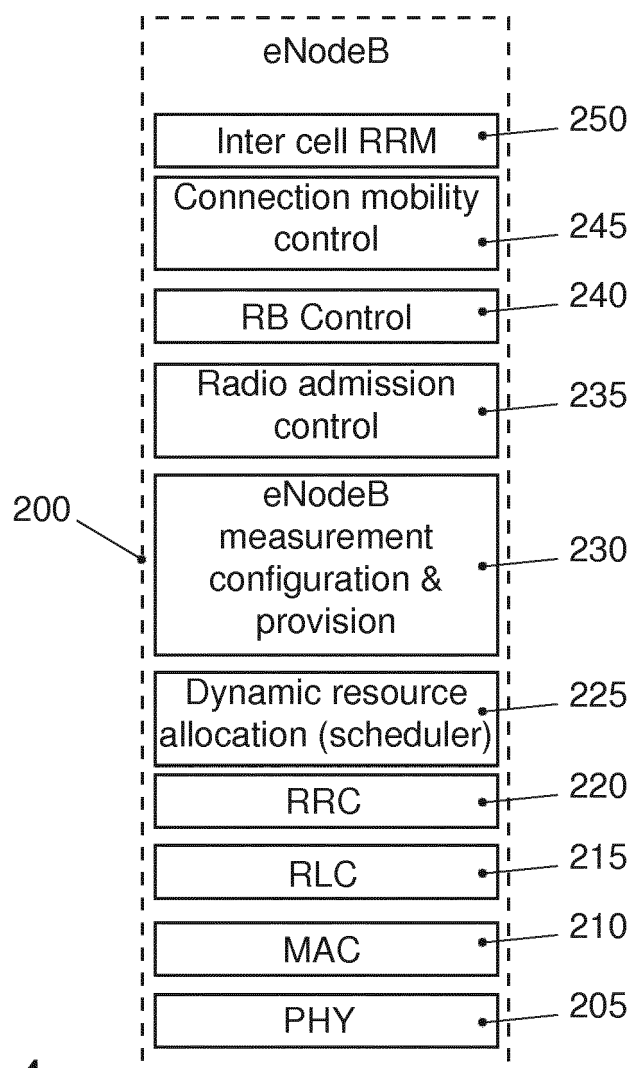 eNodeB
Inter cell RRM
250
Connection mobility
control
245
RB Control
240
Radio admission
control
235
200
eNodeB
measurement
configuration &
provision
230
Dynamic resource
allocation (scheduler)
225
RRC
220
RLC
215
MAC
210
PHY
205